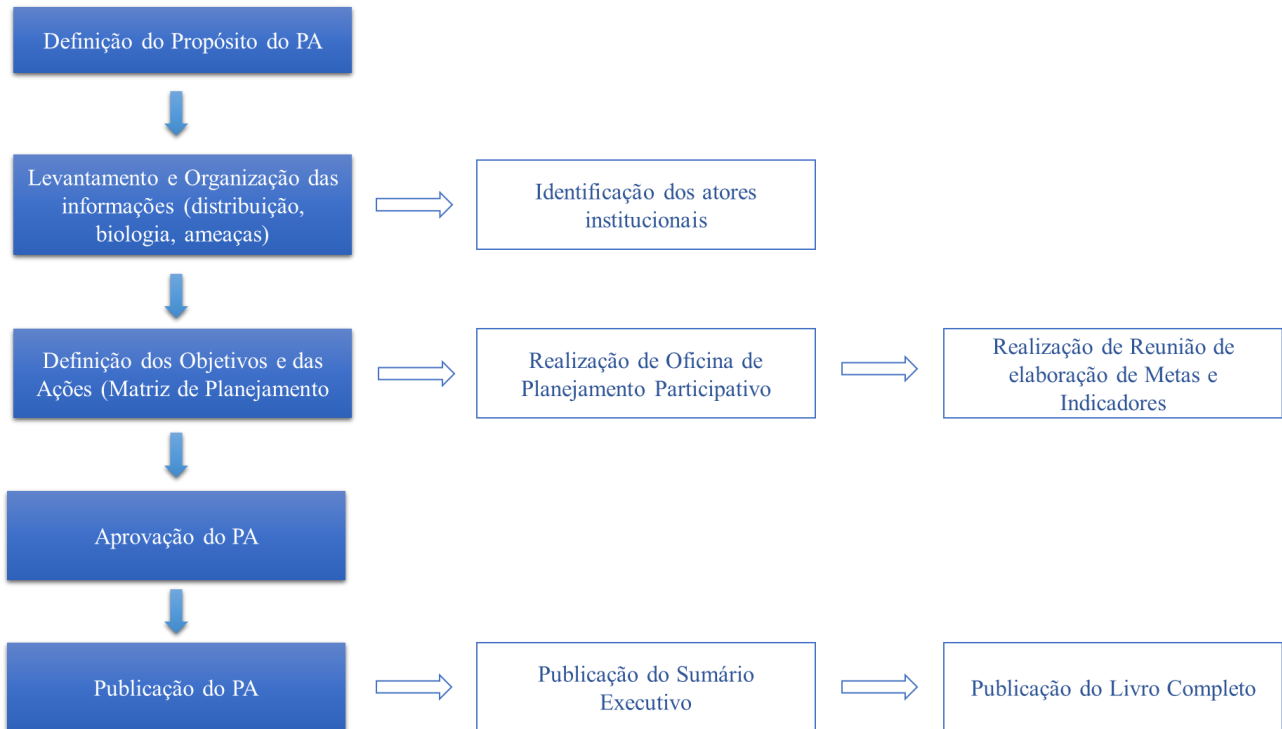 Definição do Propósito do PA
Levantamento e Organização das
informações (distribuição,
biologia, ameaças)
Identificação dos atores
institucionais
Definição dos Objetivos e das
Ações (Matriz de Planejamento
Realização de Oficina de
Planejamento Participativo
Realização de Reunião de
elaboração de Metas e
Indicadores
Aprovação do PA
Publicação do PA
Publicação do Sumário
Executivo
Publicação do Livro Completo